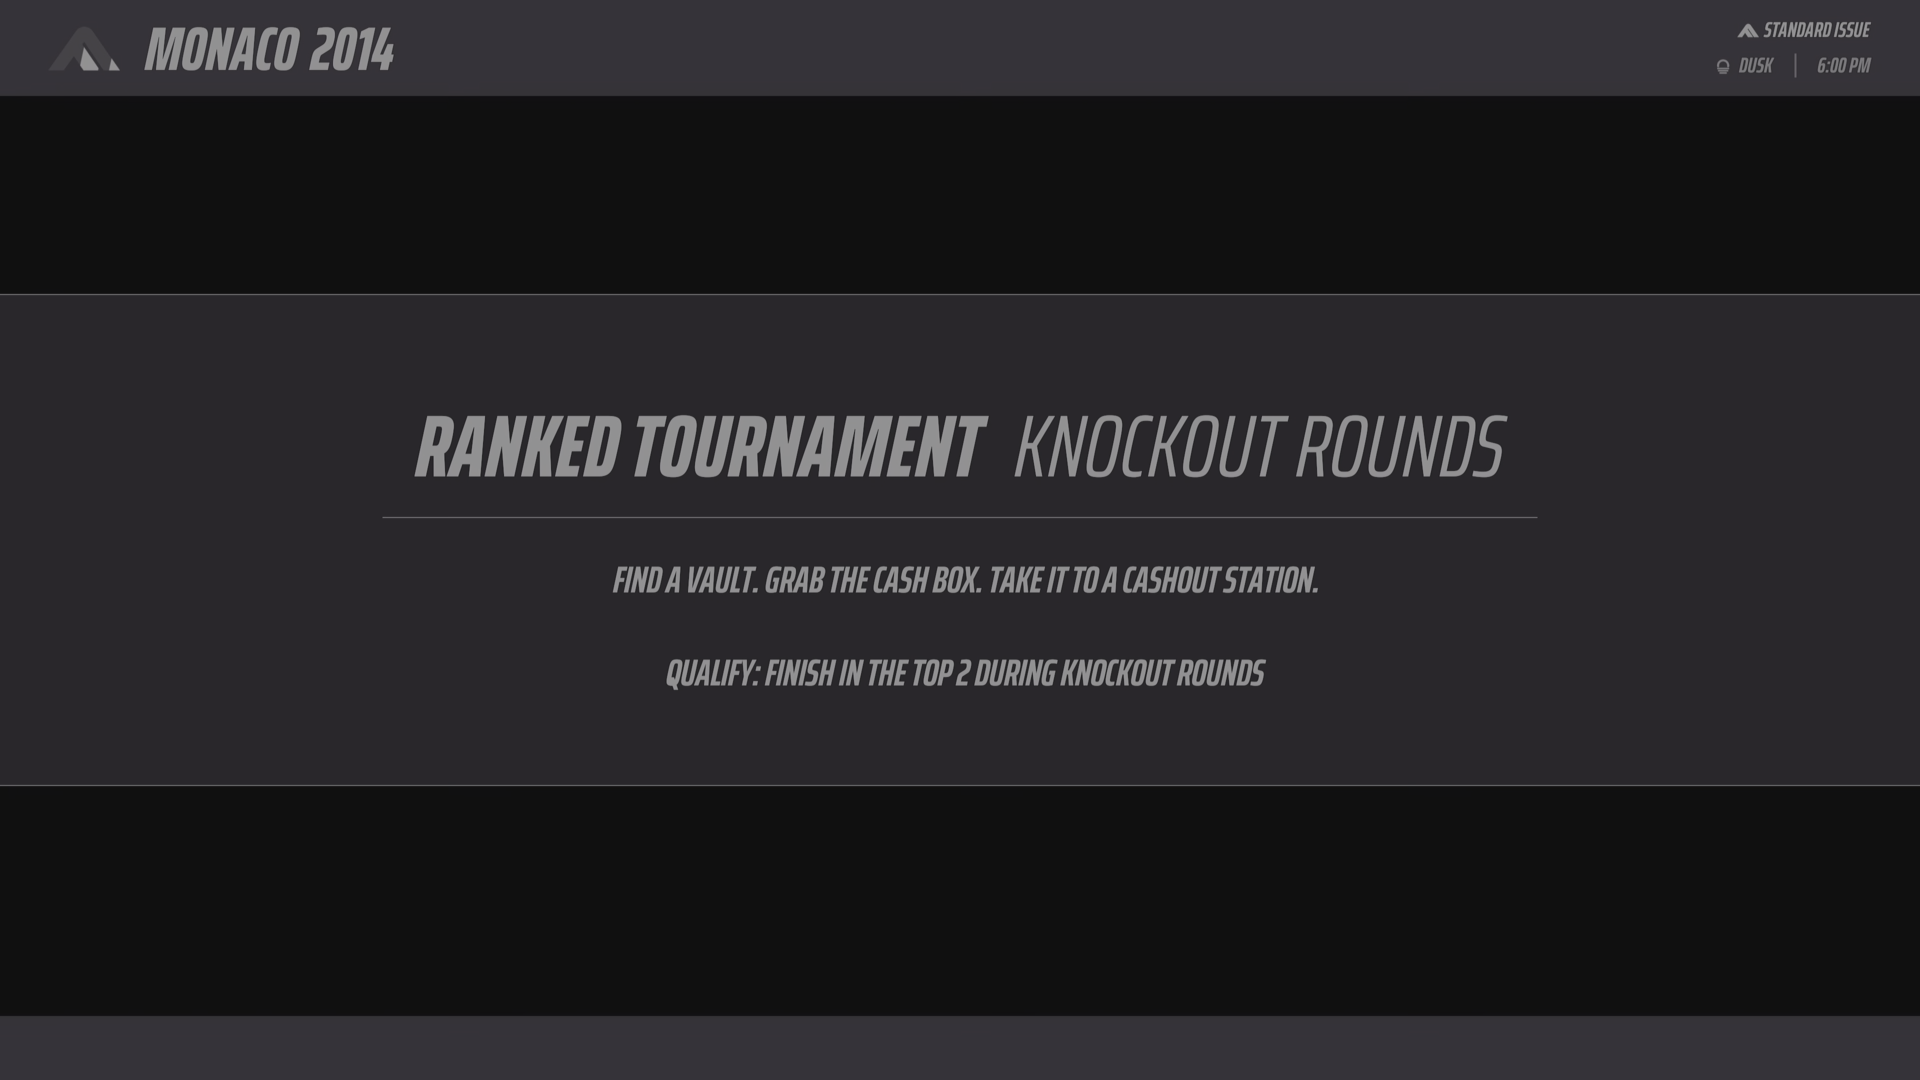 MONACO 2014
STANDARD ISSUE
DUSK | 6:00 PM
RANKED TOURNAMENT KNOCKOUT ROUNDS
FIND A VAULT. GRAB THE CASH BOX. TAKE IT TO A CASHOUT STATION.
QUALIFY: FINISH IN THE TOP 2 DURING KNOCKOUT ROUNDS